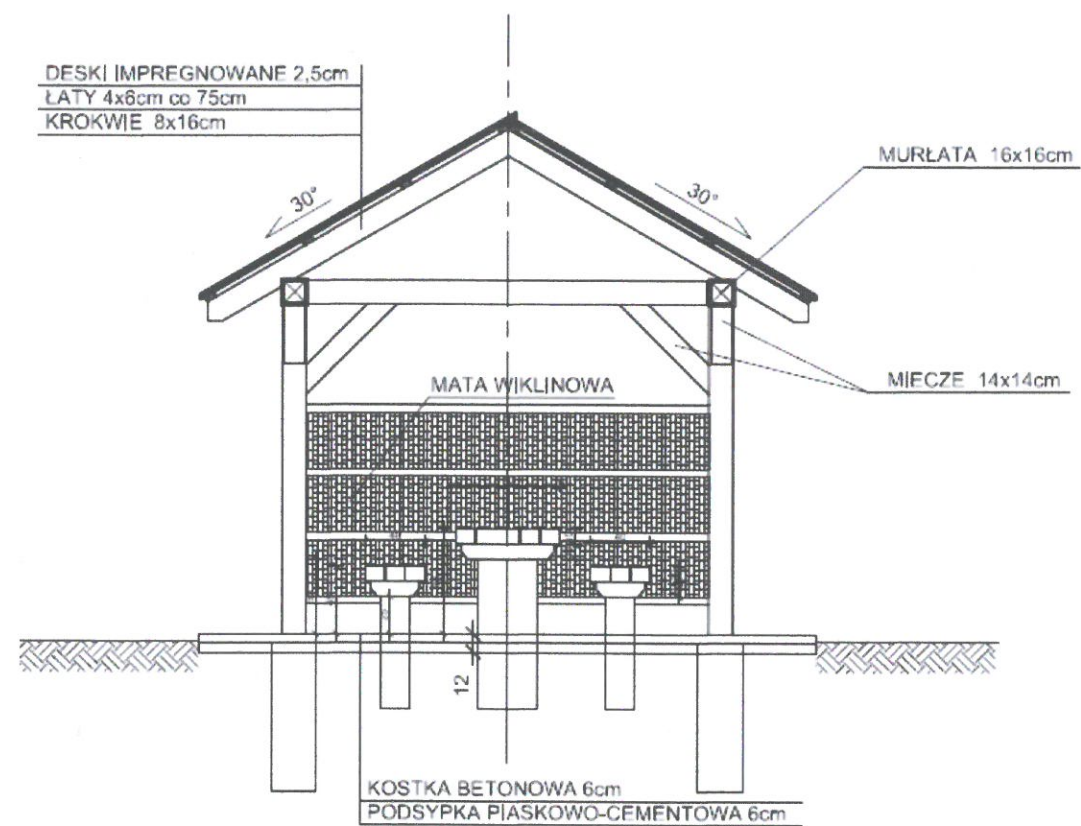 DESKI IMPREGNOWANE 2,5cm
ŁATY 4x6cm co 75cm
KROKWIE 8x16cm
MURŁATA 16x16cm
30°
30°
MIECZE 14x14cm
MATA WIKLINOWA
12
KOSTKA BETONOWA 6cm
PODSYPKA PIASKOWO-CEMENTOWA 6cm